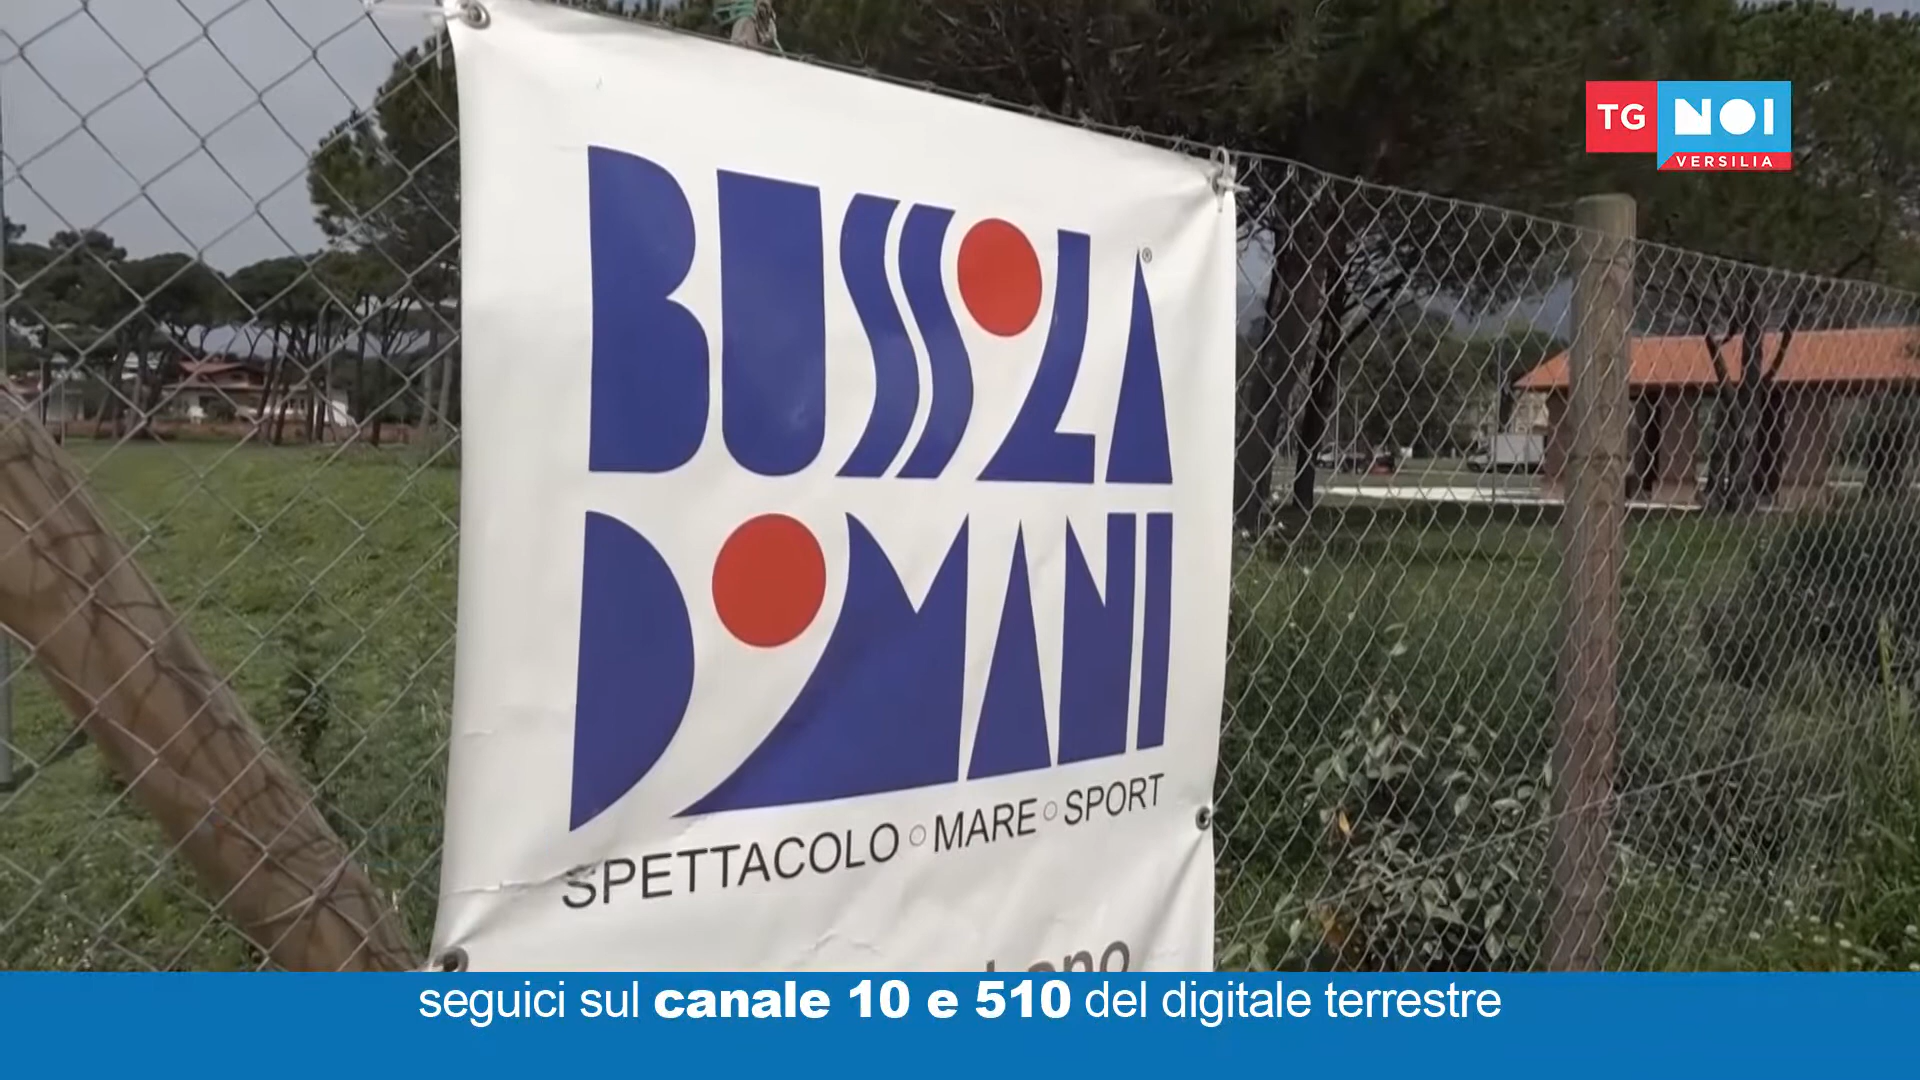 TG NOI
VERSILIA
BUSSOLA®
DOMANI
SPETTACOLO ○ MARE ○ SPORT
seguici sul canale 10 e 510 del digitale terrestre